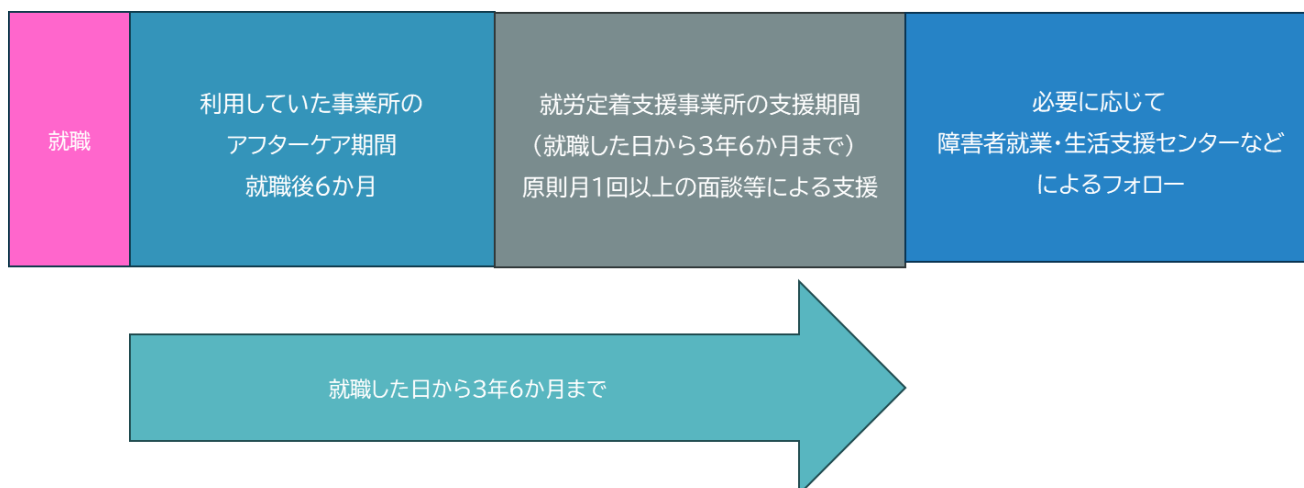 就職
利用していた事業所の
アフターケア期間
就職後6か月
就労定着支援事業所の支援期間
（就職した日から3年6か月まで）
原則月1回以上の面談等による支援
必要に応じて
障害者就業・生活支援センターなど
によるフォロー
就職した日から3年6か月まで